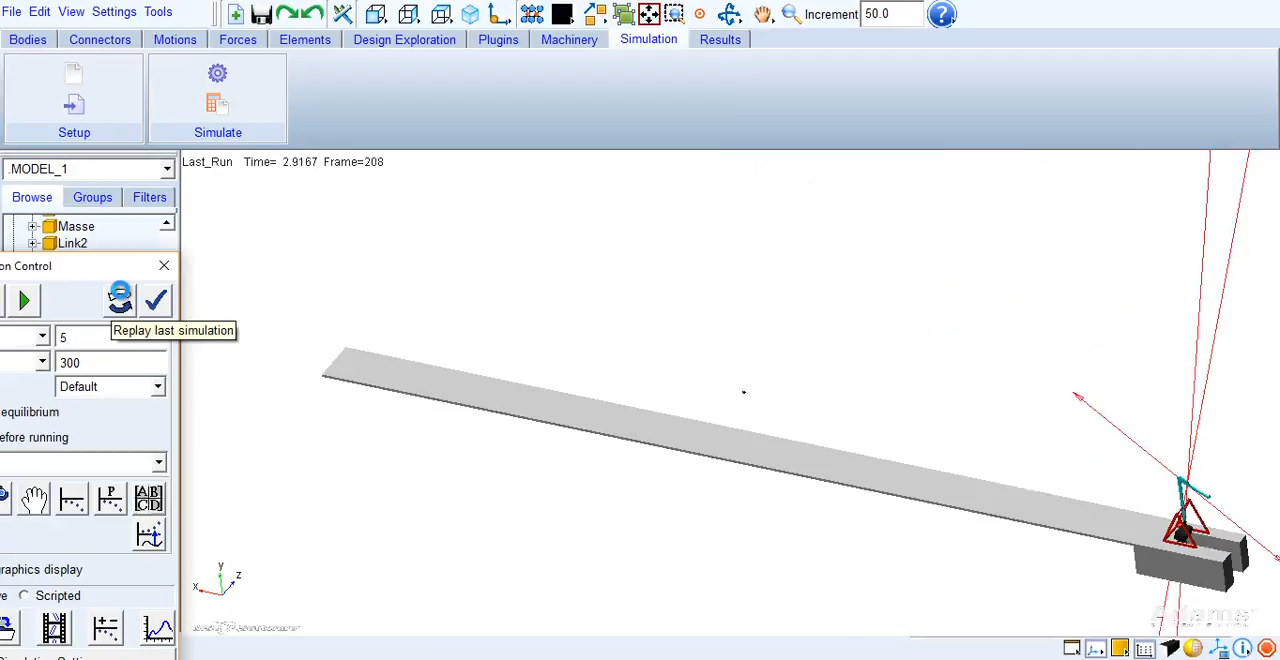 File Edit View Settings Tools
Increment 50.0
Bodies Connectors Motions Forces Elements Design Exploration Plugins Machinery Simulation Results
Setup Simulate
.MODEL_1
Last_Run Time= 2.9167 Frame=208
Browse Groups Filters
Masse
Link2
on Control
Replay last simulation
5
300
Default
equilibrium
efore running
P
A B
C D
raphics display
ve Scripted
x y z
Adams